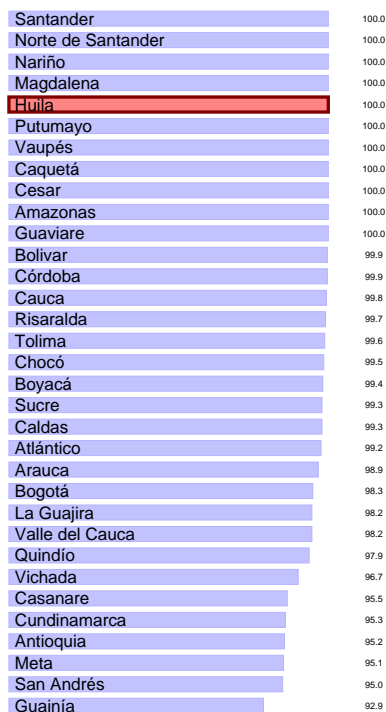 Santander 100.0
Norte de Santander 100.0
Nariño 100.0
Magdalena 100.0
Huila 100.0
Putumayo 100.0
Vaupés 100.0
Caquetá 100.0
Cesar 100.0
Amazonas 100.0
Guaviare 100.0
Bolivar 99.9
Córdoba 99.9
Cauca 99.8
Risaralda 99.7
Tolima 99.6
Chocó 99.5
Boyacá 99.4
Sucre 99.3
Caldas 99.3
Atlántico 99.2
Arauca 98.9
Bogotá 98.3
La Guajira 98.2
Valle del Cauca 98.2
Quindío 97.9
Vichada 96.7
Casanare 95.5
Cundinamarca 95.3
Antioquia 95.2
Meta 95.1
San Andrés 95.0
Guainía 92.9